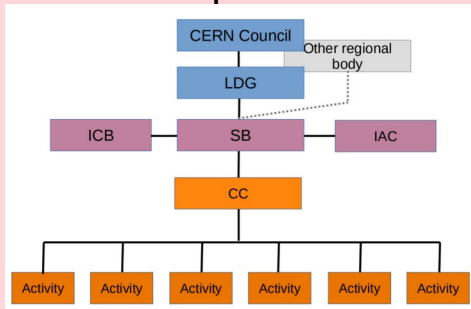 CERN Council
Other regional
body
LDG
ICB
SB
IAC
CC
Activity
Activity
Activity
Activity
Activity
Activity